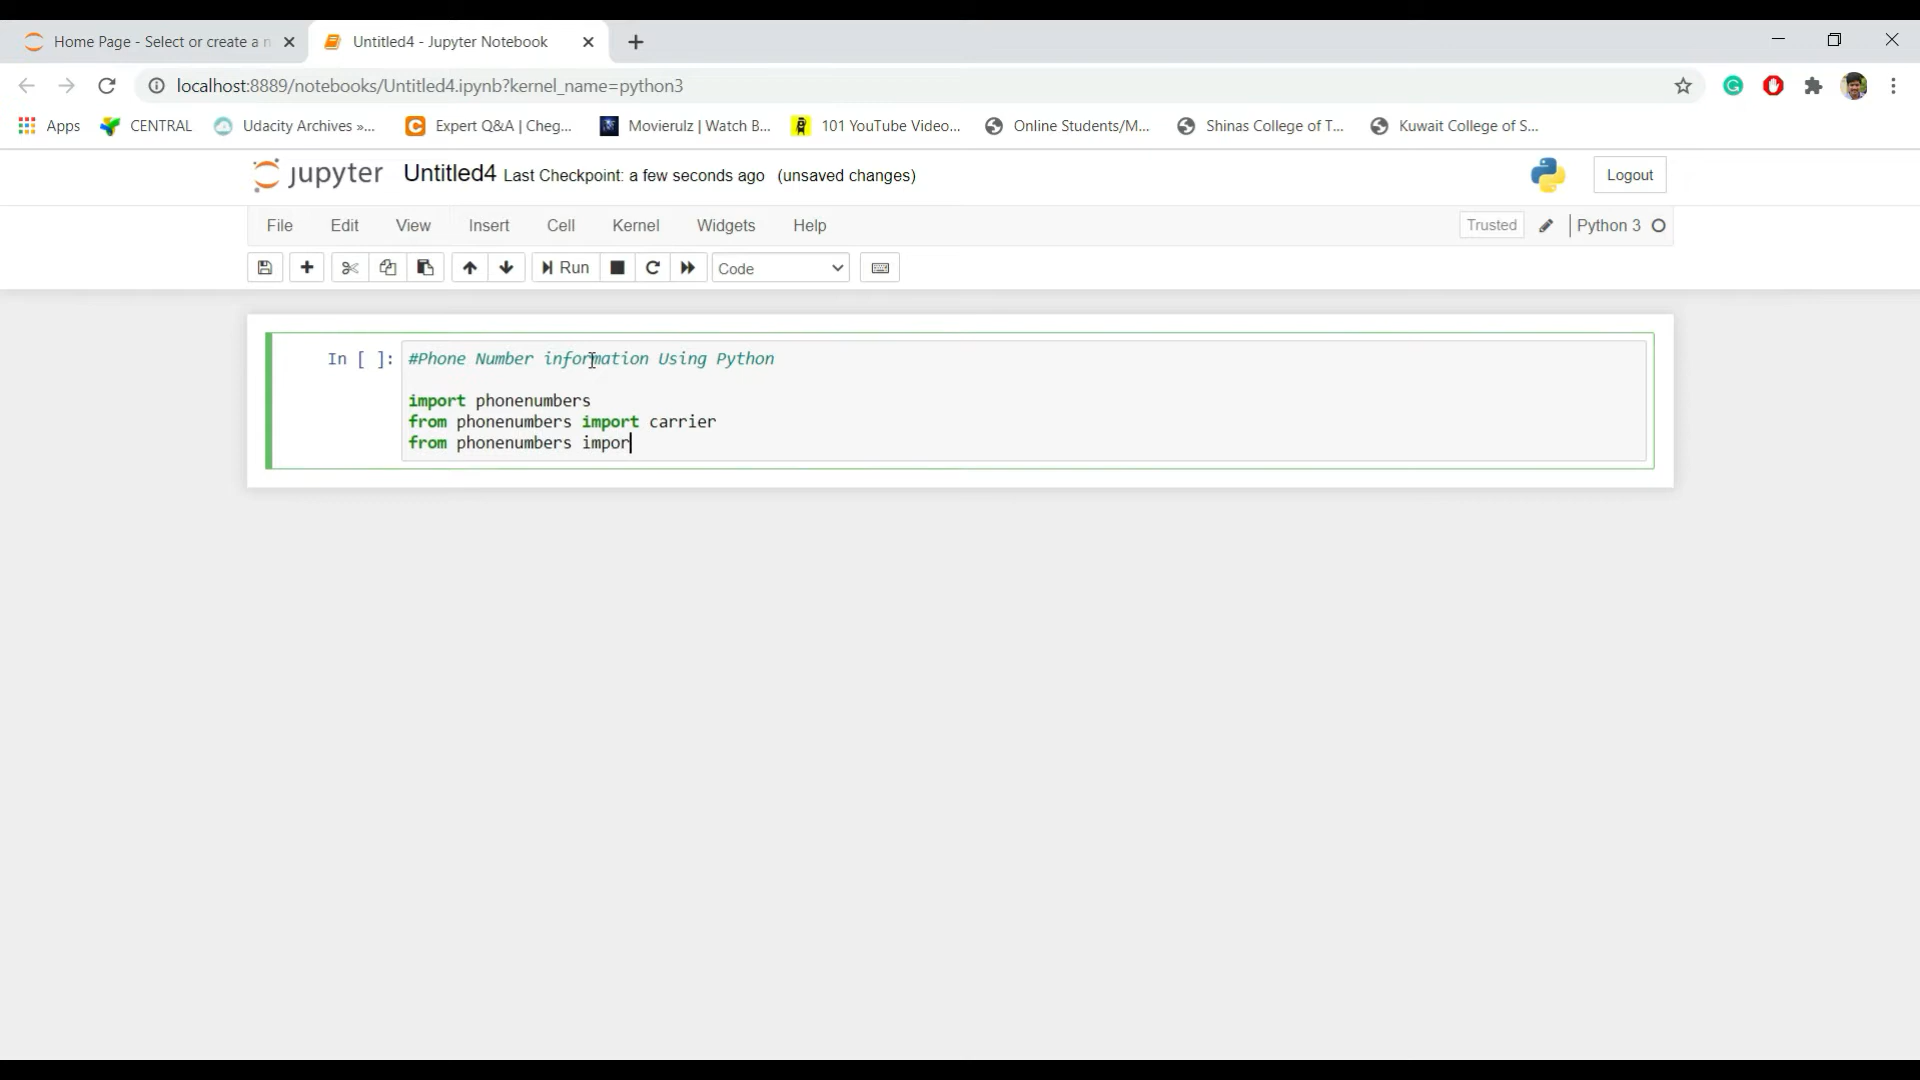 Home Page - Select or create a n
Untitled4 - Jupyter Notebook
localhost:8889/notebooks/Untitled4.ipynb?kernel_name=python3
Apps CENTRAL Udacity Archives »... Expert Q&A | Cheg... Movierulz | Watch B... 101 YouTube Video... Online Students/M... Shinas College of T... Kuwait College of S...
jupyter Untitled4 Last Checkpoint: a few seconds ago (unsaved changes) Logout
File Edit View Insert Cell Kernel Widgets Help Trusted Python 3
Run Code
In [ ]: #Phone Number information Using Python
import phonenumbers
from phonenumbers import carrier
from phonenumbers impor